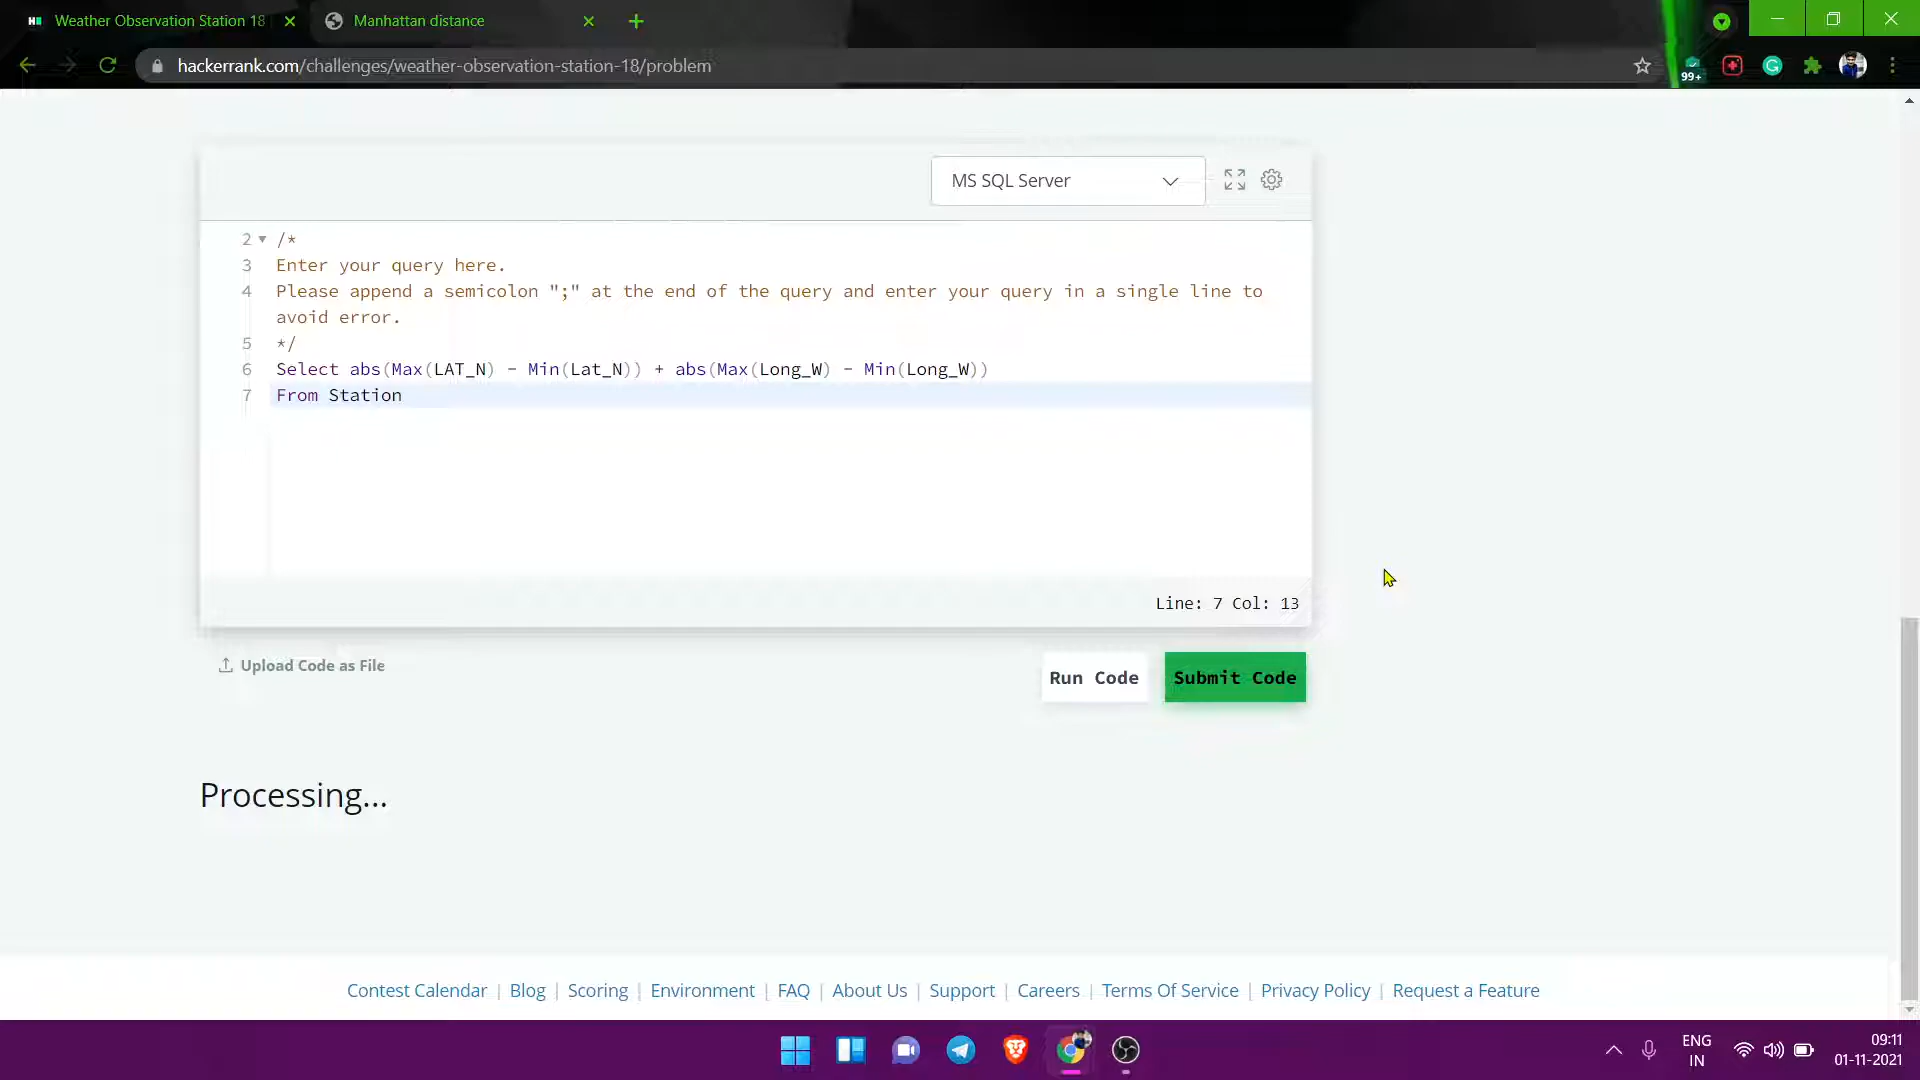 Weather Observation Station 18
Manhattan distance
hackerrank.com/challenges/weather-observation-station-18/problem
99+
MS SQL Server
2 /*
3 Enter your query here.
4 Please append a semicolon ";" at the end of the query and enter your query in a single line to
avoid error.
5 */
6 Select abs(Max(LAT_N) - Min(Lat_N)) + abs(Max(Long_W) - Min(Long_W))
7 From Station
Line: 7 Col: 13
Upload Code as File
Run Code
Submit Code
Processing...
Contest Calendar | Blog | Scoring | Environment | FAQ | About Us | Support | Careers | Terms Of Service | Privacy Policy | Request a Feature
ENG
IN
09:11
01-11-2021